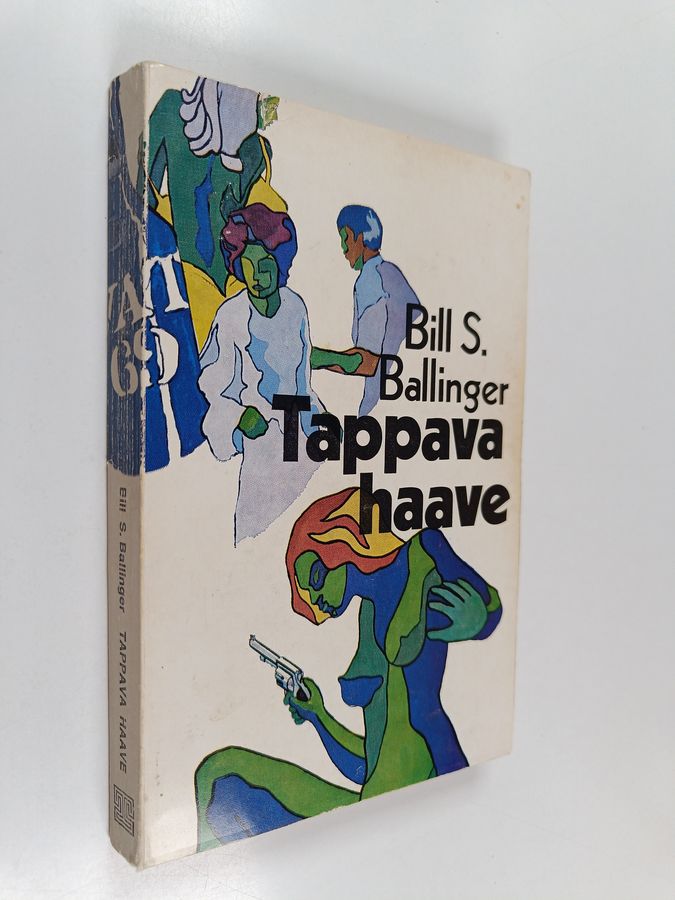 Bill S.
Ballinger
Tappava
haave
Bill S. Ballinger TAPPAVA HAAVE